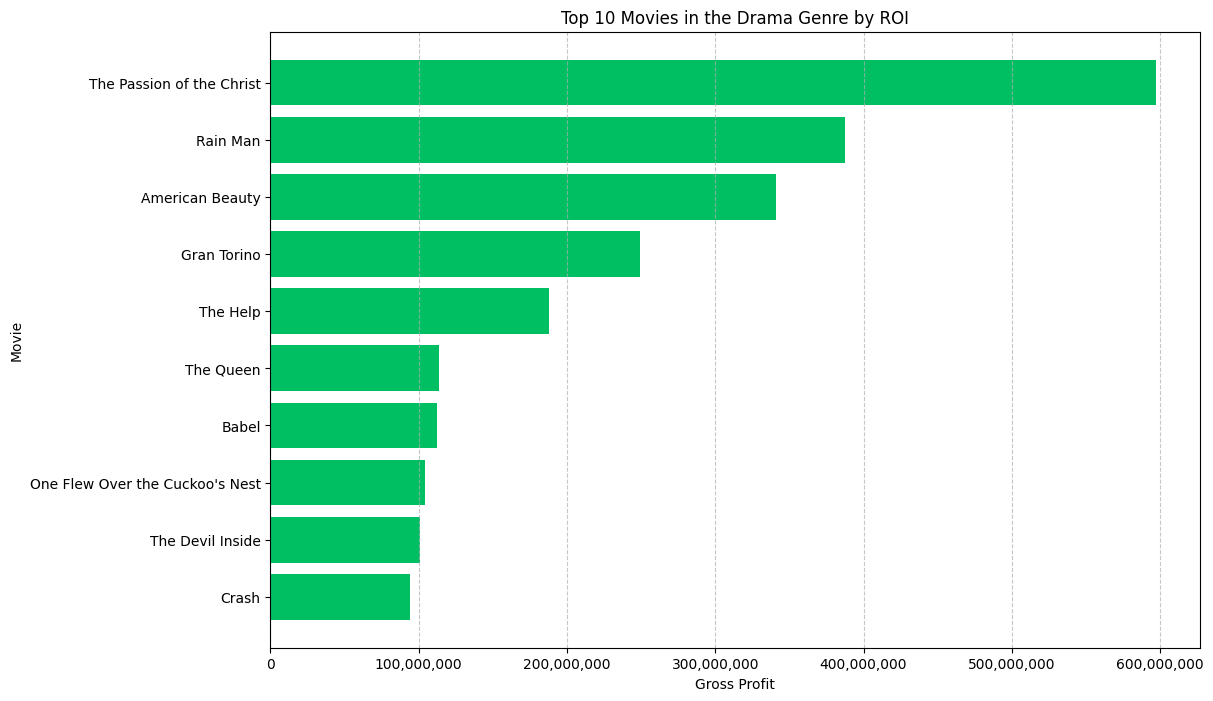 Top 10 Movies in the Drama Genre by ROI
Movie
The Passion of the Christ
Rain Man
American Beauty
Gran Torino
The Help
The Queen
Babel
One Flew Over the Cuckoo's Nest
The Devil Inside
Crash
0 100,000,000 200,000,000 300,000,000 400,000,000 500,000,000 600,000,000
Gross Profit